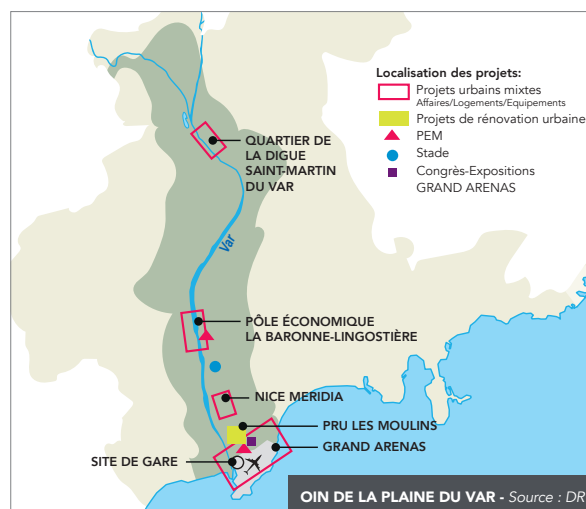 Localisation des projets:
Projets urbains mixtes
Affaires/Logements/Equipements
Projets de rénovation urbaine
PEM
Stade
Congrès-Expositions
GRAND ARENAS
QUARTIER DE
LA DIGUE
SAINT-MARTIN
DU VAR
Var
PÔLE ÉCONOMIQUE
LA BARONNE-LINGOSTIÈRE
NICE MERIDIA
PRU LES MOULINS
GRAND ARENAS
SITE DE GARE
OIN DE LA PLAINE DU VAR - Source : DR